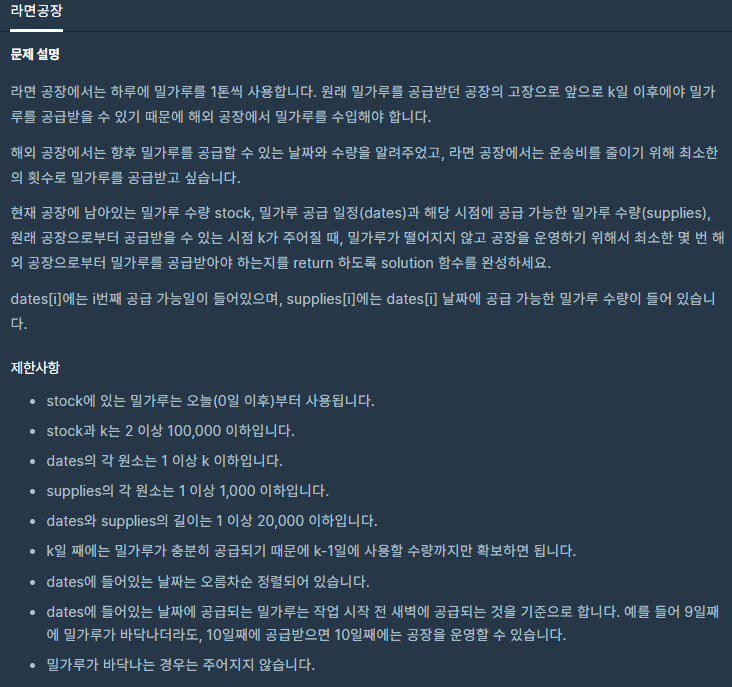 라면공장
문제 설명
라면 공장에서는 하루에 밀가루를 1톤씩 사용합니다. 원래 밀가루를 공급받던 공장의 고장으로 앞으로 k일 이후에야 밀가
루를 공급받을 수 있기 때문에 해외 공장에서 밀가루를 수입해야 합니다.
해외 공장에서는 향후 밀가루를 공급할 수 있는 날짜와 수량을 알려주었고, 라면 공장에서는 운송비를 줄이기 위해 최소한
의 횟수로 밀가루를 공급받고 싶습니다.
현재 공장에 남아있는 밀가루 수량 stock, 밀가루 공급 일정(dates)과 해당 시점에 공급 가능한 밀가루 수량(supplies),
원래 공장으로부터 공급받을 수 있는 시점 k가 주어질 때, 밀가루가 떨어지지 않고 공장을 운영하기 위해서 최소한 몇 번 해
외 공장으로부터 밀가루를 공급받아야 하는지를 return 하도록 solution 함수를 완성하세요.
dates[i]에는 i번째 공급 가능일이 들어있으며, supplies[i]에는 dates[i] 날짜에 공급 가능한 밀가루 수량이 들어 있습니
다.
제한사항
• stock에 있는 밀가루는 오늘(0일 이후)부터 사용됩니다.
• stock과 k는 2 이상 100,000 이하입니다.
• dates의 각 원소는 1 이상 k 이하입니다.
• supplies의 각 원소는 1 이상 1,000 이하입니다.
• dates와 supplies의 길이는 1 이상 20,000 이하입니다.
• k일 째에는 밀가루가 충분히 공급되기 때문에 k-1일에 사용할 수량까지만 확보하면 됩니다.
• dates에 들어있는 날짜는 오름차순 정렬되어 있습니다.
• dates에 들어있는 날짜에 공급되는 밀가루는 작업 시작 전 새벽에 공급되는 것을 기준으로 합니다. 예를 들어 9일째
에 밀가루가 바닥나더라도, 10일째에 공급받으면 10일째에는 공장을 운영할 수 있습니다.
• 밀가루가 바닥나는 경우는 주어지지 않습니다.